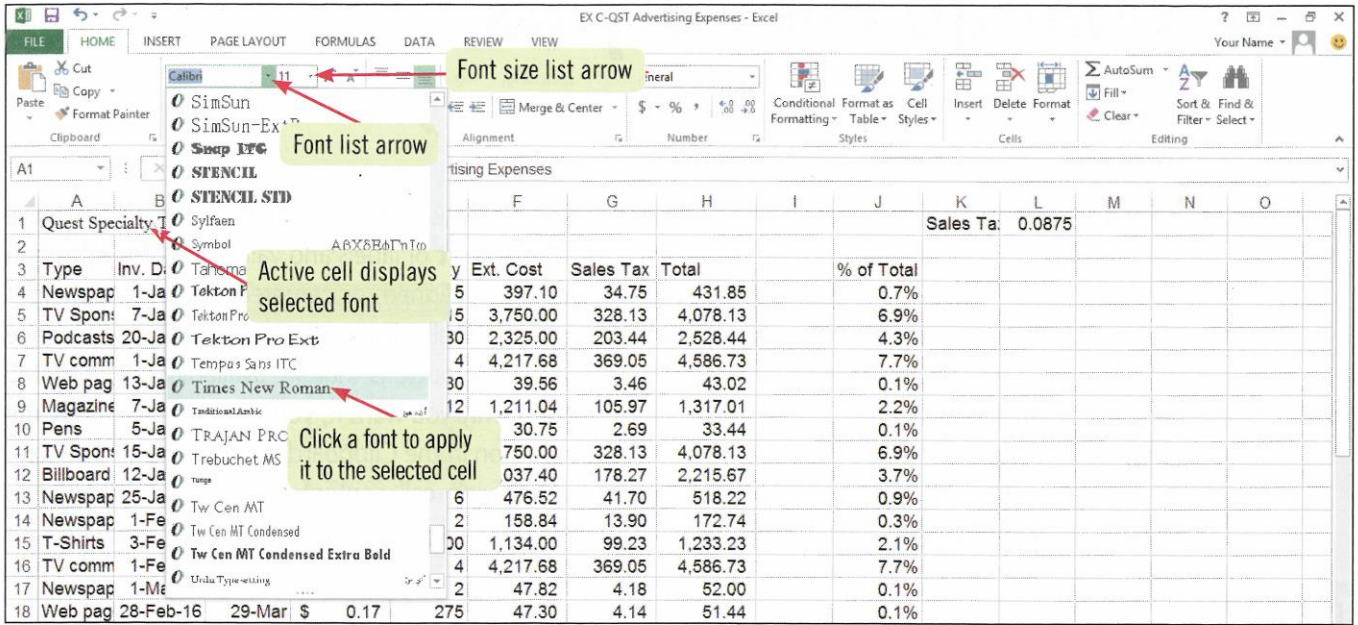 EX C-QST Advertising Expenses - Excel
FILE HOME INSERT PAGE LAYOUT FORMULAS DATA REVIEW VIEW Your Name
Cut
Copy
Format Painter
Paste
Clipboard
Calibri 11
Font size list arrow
Merge & Center
Alignment
$ % ,
Number
Conditional Formatting
Format as Table
Cell Styles
Styles
Insert Delete Format
Cells
AutoSum
Fill
Clear
Sort & Filter
Find & Select
Editing
Font list arrow
SimSun
Snap ITC
STENCIL
STENCIL STD
Sylfaen
Symbol
Tahoma
Tekton Pro
Tekton Pro Ext
Tempus Sans ITC
Times New Roman
Traditional Arabic
Trebuchet MS
Tunga
Tw Cen MT
Tw Cen MT Condensed
Tw Cen MT Condensed Extra Bold
Urdu Typesetting
Active cell displays
selected font
Click a font to apply
it to the selected cell
A1 Expenses
A B F G H I J K L M N O
1 Quest Specialty Sales Ta 0.0875
2
3 Type Inv. D y Ext. Cost Sales Tax Total % of Total
4 Newspap 1-Ja 5 397.10 34.75 431.85 0.7%
5 TV Spons 7-Ja 15 3,750.00 328.13 4,078.13 6.9%
6 Podcasts 20-Ja 30 2,325.00 203.44 2,528.44 4.3%
7 TV comm 1-Ja 4 4,217.68 369.05 4,586.73 7.7%
8 Web pag 13-Ja 30 39.56 3.46 43.02 0.1%
9 Magazine 7-Ja 12 1,211.04 105.97 1,317.01 2.2%
10 Pens 5-Ja 30.75 2.69 33.44 0.1%
11 TV Spons 15-Ja 750.00 328.13 4,078.13 6.9%
12 Billboard 12-Ja 037.40 178.27 2,215.67 3.7%
13 Newspap 25-Ja 6 476.52 41.70 518.22 0.9%
14 Newspap 1-Fe 2 158.84 13.90 172.74 0.3%
15 T-Shirts 3-Fe 00 1,134.00 99.23 1,233.23 2.1%
16 TV comm 1-Fe 4 4,217.68 369.05 4,586.73 7.7%
17 Newspap 1-Ma 2 47.82 4.18 52.00 0.1%
18 Web pag 28-Feb-16 29-Mar $ 0.17 275 47.30 4.14 51.44 0.1%